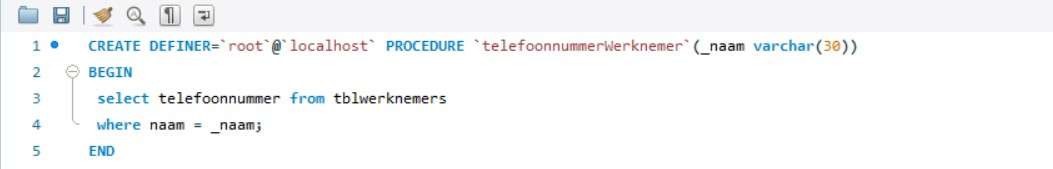 1 CREATE DEFINER=`root`@`localhost` PROCEDURE `telefoonnummerWerknemer`(_naam varchar(30))
2 BEGIN
3 select telefoonnummer from tblwerknemers
4 where naam = _naam;
5 END